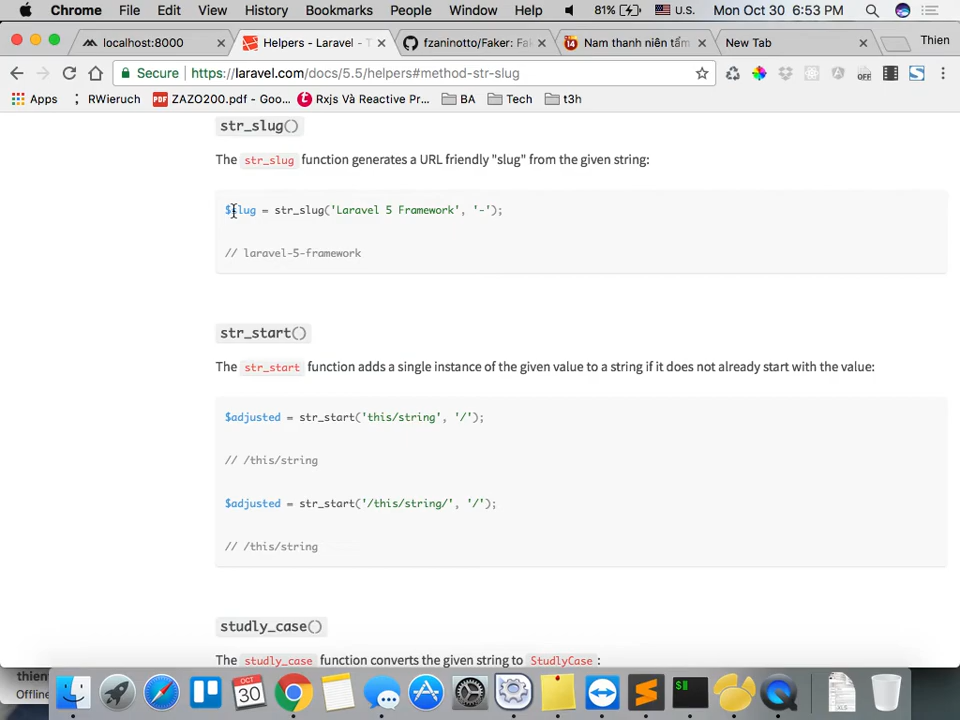 Chrome File Edit View History Bookmarks People Window Help 81% U.S. Mon Oct 30 6:53 PM
localhost:8000 Helpers - Laravel - T fzaninotto/Faker: Fak Nam thanh niên tấm New Tab Thien
Secure https://laravel.com/docs/5.5/helpers#method-str-slug
Apps RWieruch ZAZO200.pdf - Goo... Rxjs Và Reactive Pr... BA Tech t3h
str_slug()
The str_slug function generates a URL friendly "slug" from the given string:
$slug = str_slug('Laravel 5 Framework', '-');
// laravel-5-framework
str_start()
The str_start function adds a single instance of the given value to a string if it does not already start with the value:
$adjusted = str_start('this/string', '/');
// /this/string
$adjusted = str_start('/this/string/', '/');
// /this/string
studly_case()
The studly_case function converts the given string to StudlyCase :
Offline
OCT
30